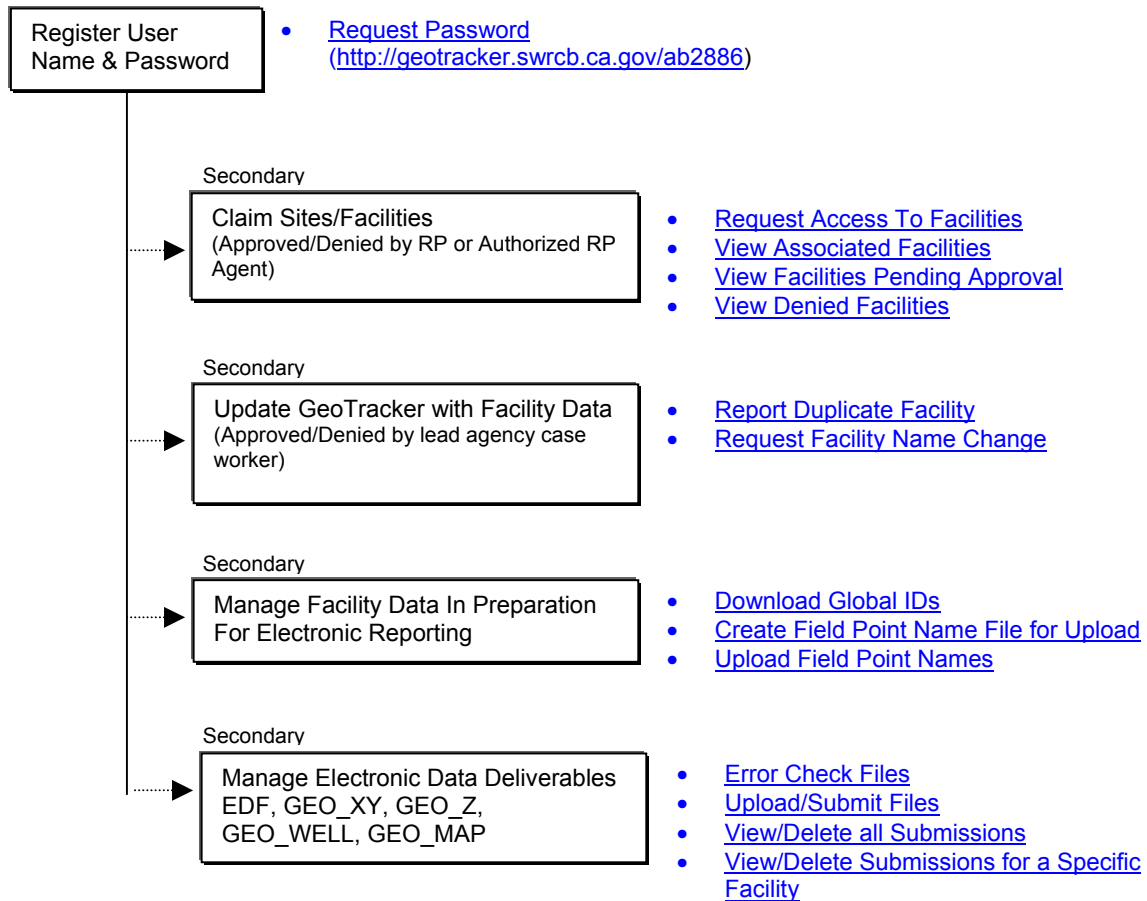 Register User
Name & Password
• Request Password
(http://geotracker.swrcb.ca.gov/ab2886)
Secondary
Claim Sites/Facilities
(Approved/Denied by RP or Authorized RP
Agent)
• Request Access To Facilities
• View Associated Facilities
• View Facilities Pending Approval
• View Denied Facilities
Secondary
Update GeoTracker with Facility Data
(Approved/Denied by lead agency case
worker)
• Report Duplicate Facility
• Request Facility Name Change
Secondary
Manage Facility Data In Preparation
For Electronic Reporting
• Download Global IDs
• Create Field Point Name File for Upload
• Upload Field Point Names
Secondary
Manage Electronic Data Deliverables
EDF, GEO_XY, GEO_Z,
GEO_WELL, GEO_MAP
• Error Check Files
• Upload/Submit Files
• View/Delete all Submissions
• View/Delete Submissions for a Specific
Facility